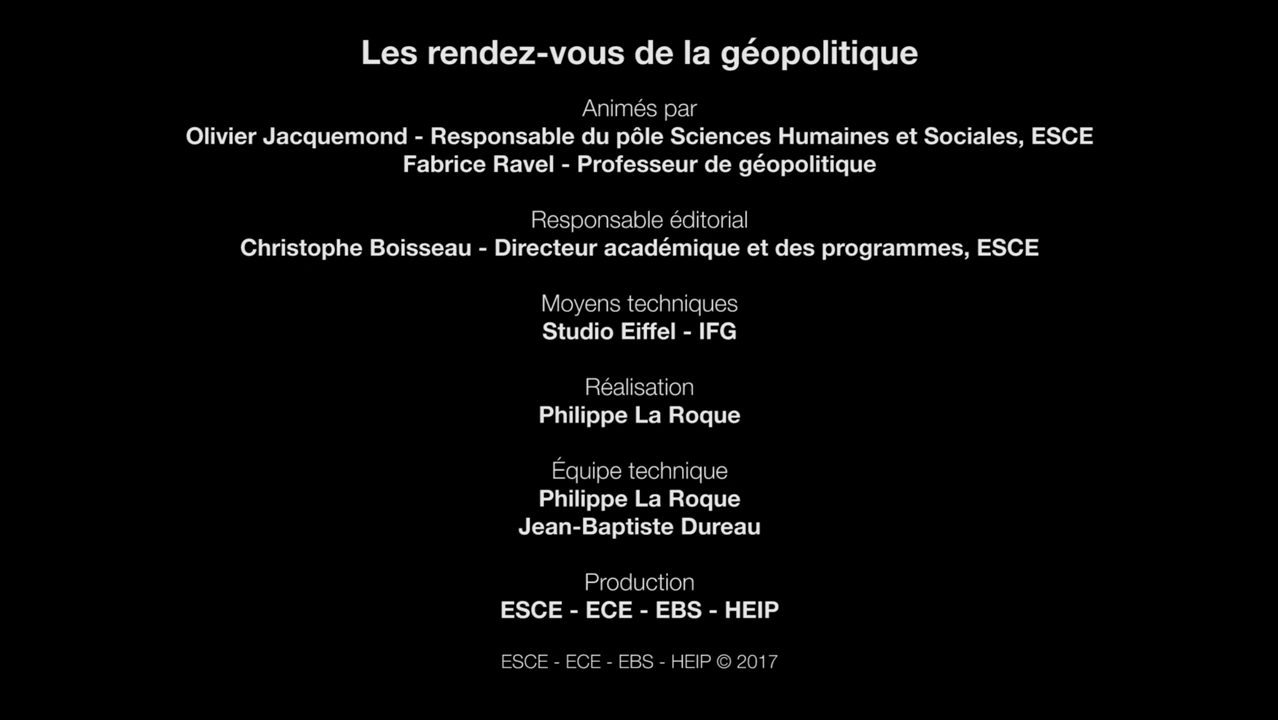 Les rendez-vous de la géopolitique
Animés par
Olivier Jacquemond - Responsable du pôle Sciences Humaines et Sociales, ESCE
Fabrice Ravel - Professeur de géopolitique
Responsable éditorial
Christophe Boisseau - Directeur académique et des programmes, ESCE
Moyens techniques
Studio Eiffel - IFG
Réalisation
Philippe La Roque
Équipe technique
Philippe La Roque
Jean-Baptiste Dureau
Production
ESCE - ECE - EBS - HEIP
ESCE - ECE - EBS - HEIP © 2017